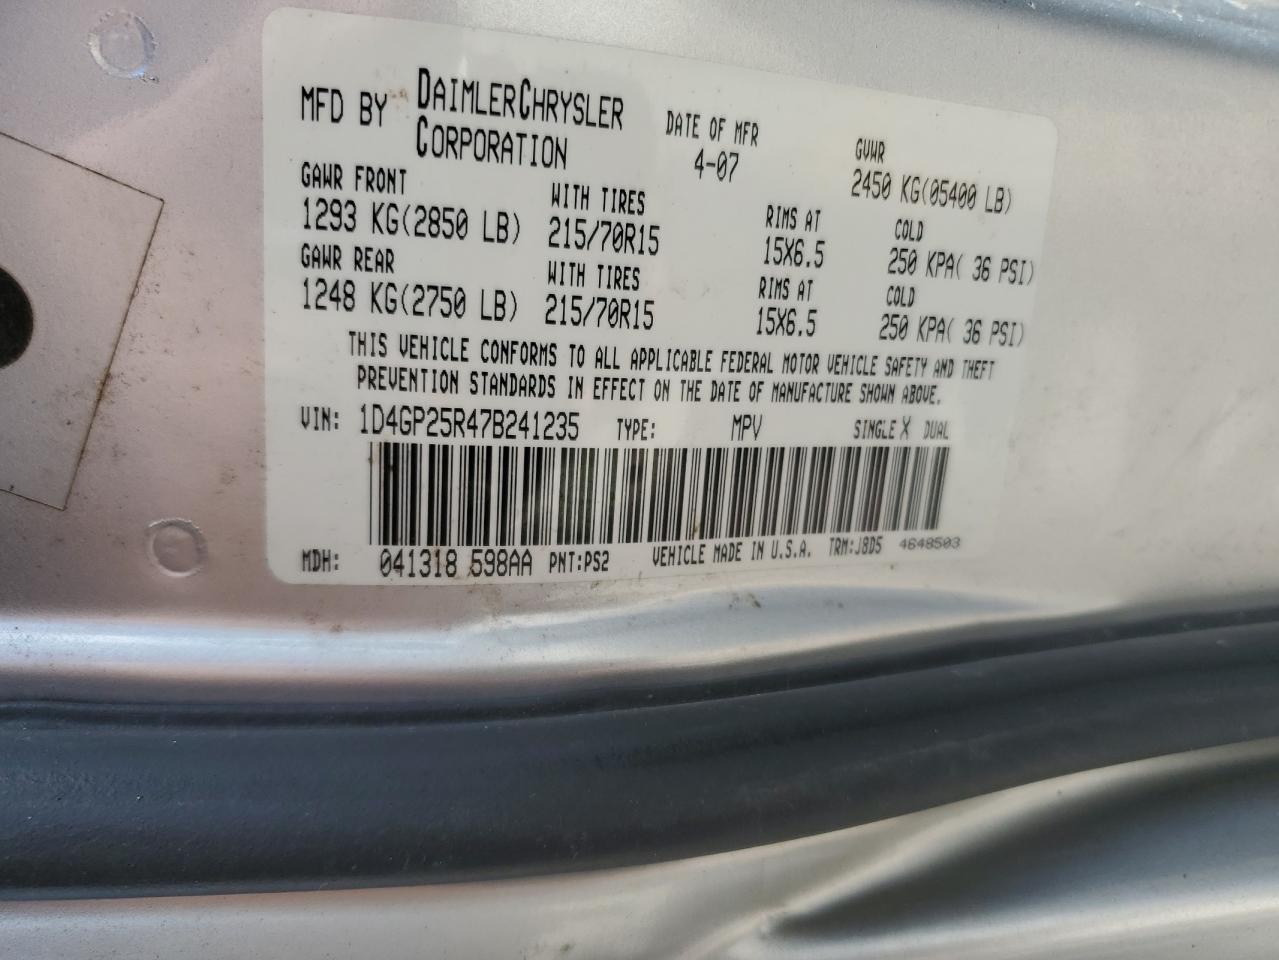 MFD BY DAIMLERCHRYSLER CORPORATION DATE OF MFR 4-07 GVWR 2450 KG(05400 LB)
GAWR FRONT WITH TIRES RIMS AT COLD
1293 KG(2850 LB) 215/70R15 15X6.5 250 KPA( 36 PSI)
GAWR REAR WITH TIRES RIMS AT COLD
1248 KG(2750 LB) 215/70R15 15X6.5 250 KPA( 36 PSI)
THIS VEHICLE CONFORMS TO ALL APPLICABLE FEDERAL MOTOR VEHICLE SAFETY AND THEFT
PREVENTION STANDARDS IN EFFECT ON THE DATE OF MANUFACTURE SHOWN ABOVE.
VIN: 1D4GP25R47B241235 TYPE: MPV SINGLE X DUAL
MDH: 041318 598AA PNT:PS2 VEHICLE MADE IN U.S.A. TRM:J8D5 4648503